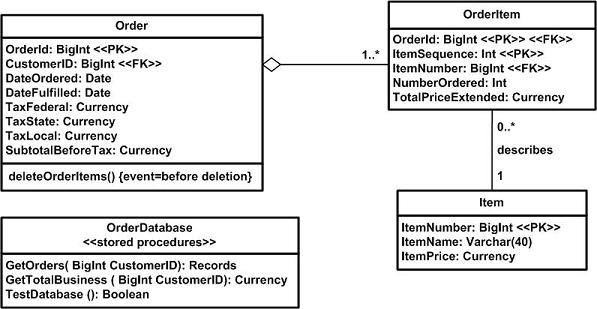 Order
OrderId: BigInt <<PK>>
CustomerID: BigInt <<FK>>
DateOrdered: Date
DateFulfilled: Date
TaxFederal: Currency
TaxState: Currency
TaxLocal: Currency
SubtotalBeforeTax: Currency
deleteOrderItems() {event=before deletion}
1..*
OrderItem
OrderId: BigInt <<PK>> <<FK>>
ItemSequence: Int <<PK>>
ItemNumber: BigInt <<FK>>
NumberOrdered: Int
TotalPriceExtended: Currency
0..*
describes
1
Item
ItemNumber: BigInt <<PK>>
ItemName: Varchar(40)
ItemPrice: Currency
OrderDatabase
<<stored procedures>>
GetOrders( BigInt CustomerID): Records
GetTotalBusiness ( BigInt CustomerID): Currency
TestDatabase (): Boolean